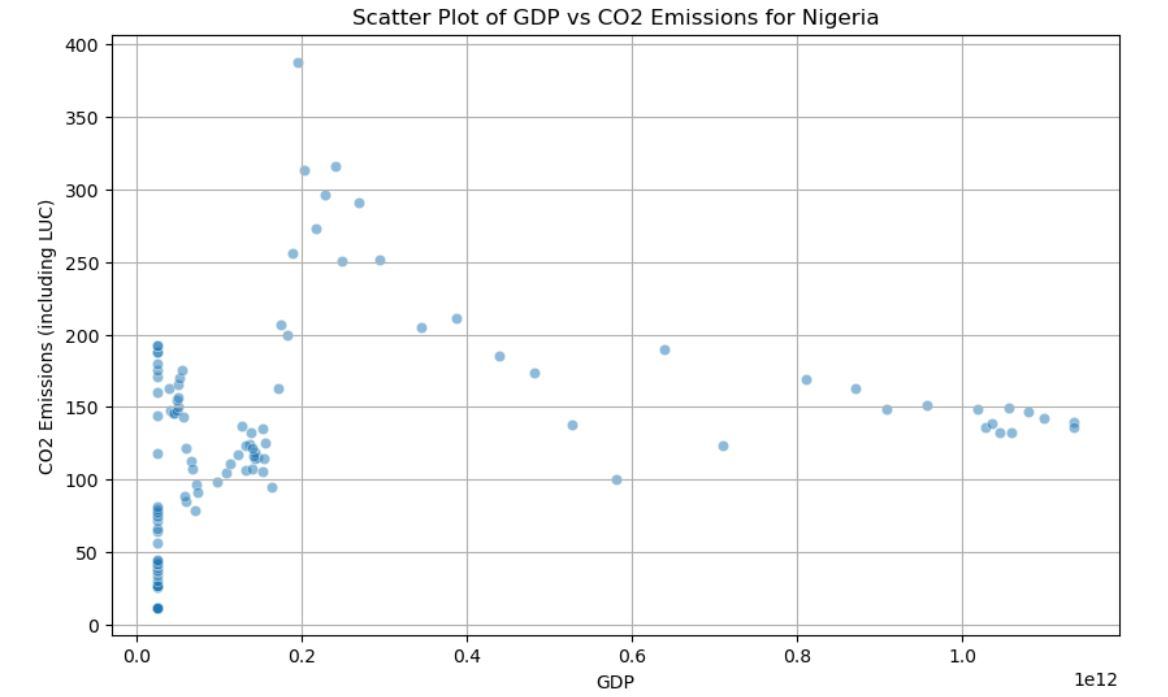 Scatter Plot of GDP vs CO2 Emissions for Nigeria
400
350
300
250
200
150
100
50
0
CO2 Emissions (including LUC)
0.0 0.2 0.4 0.6 0.8 1.0
1e12
GDP